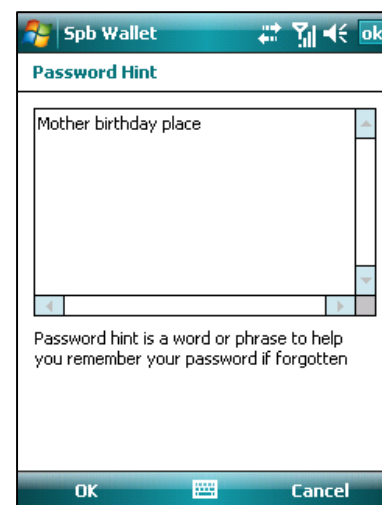 Spb Wallet
ok
Password Hint
Mother birthday place
Password hint is a word or phrase to help
you remember your password if forgotten
OK
Cancel